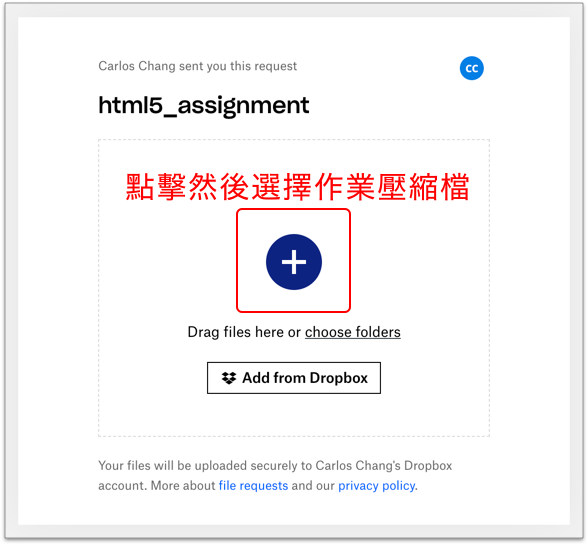 Carlos Chang sent you this request
CC
html5_assignment
點擊然後選擇作業壓縮檔
Drag files here or choose folders
Add from Dropbox
Your files will be uploaded securely to Carlos Chang's Dropbox
account. More about file requests and our privacy policy.